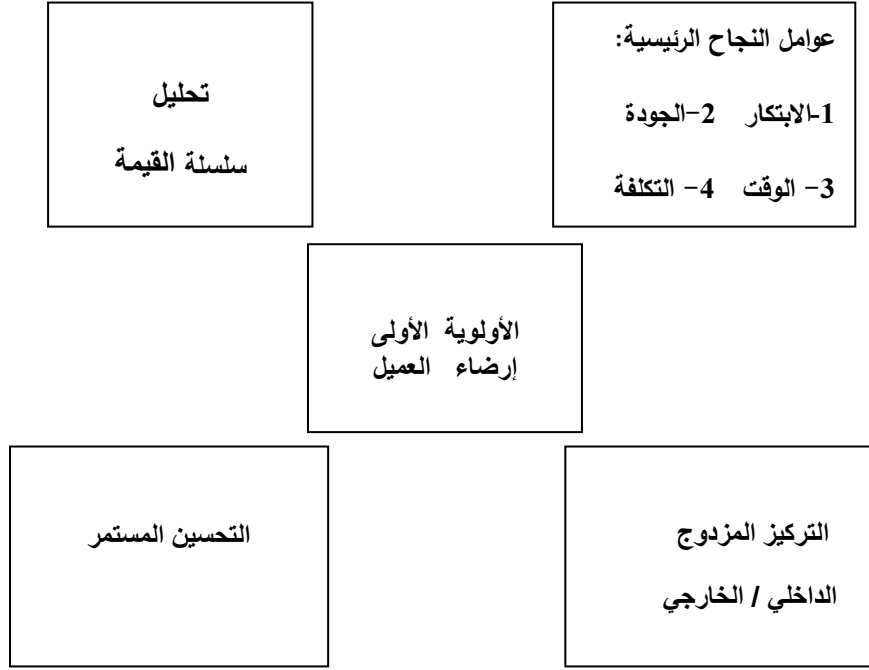 عوامل النجاح الرئيسية:
1-الابتكار 2-الجودة
3- الوقت 4- التكلفة
تحليل
سلسلة القيمة
الأولوية الأولى
إرضاء العميل
التركيز المزدوج
الداخلي / الخارجي
التحسين المستمر